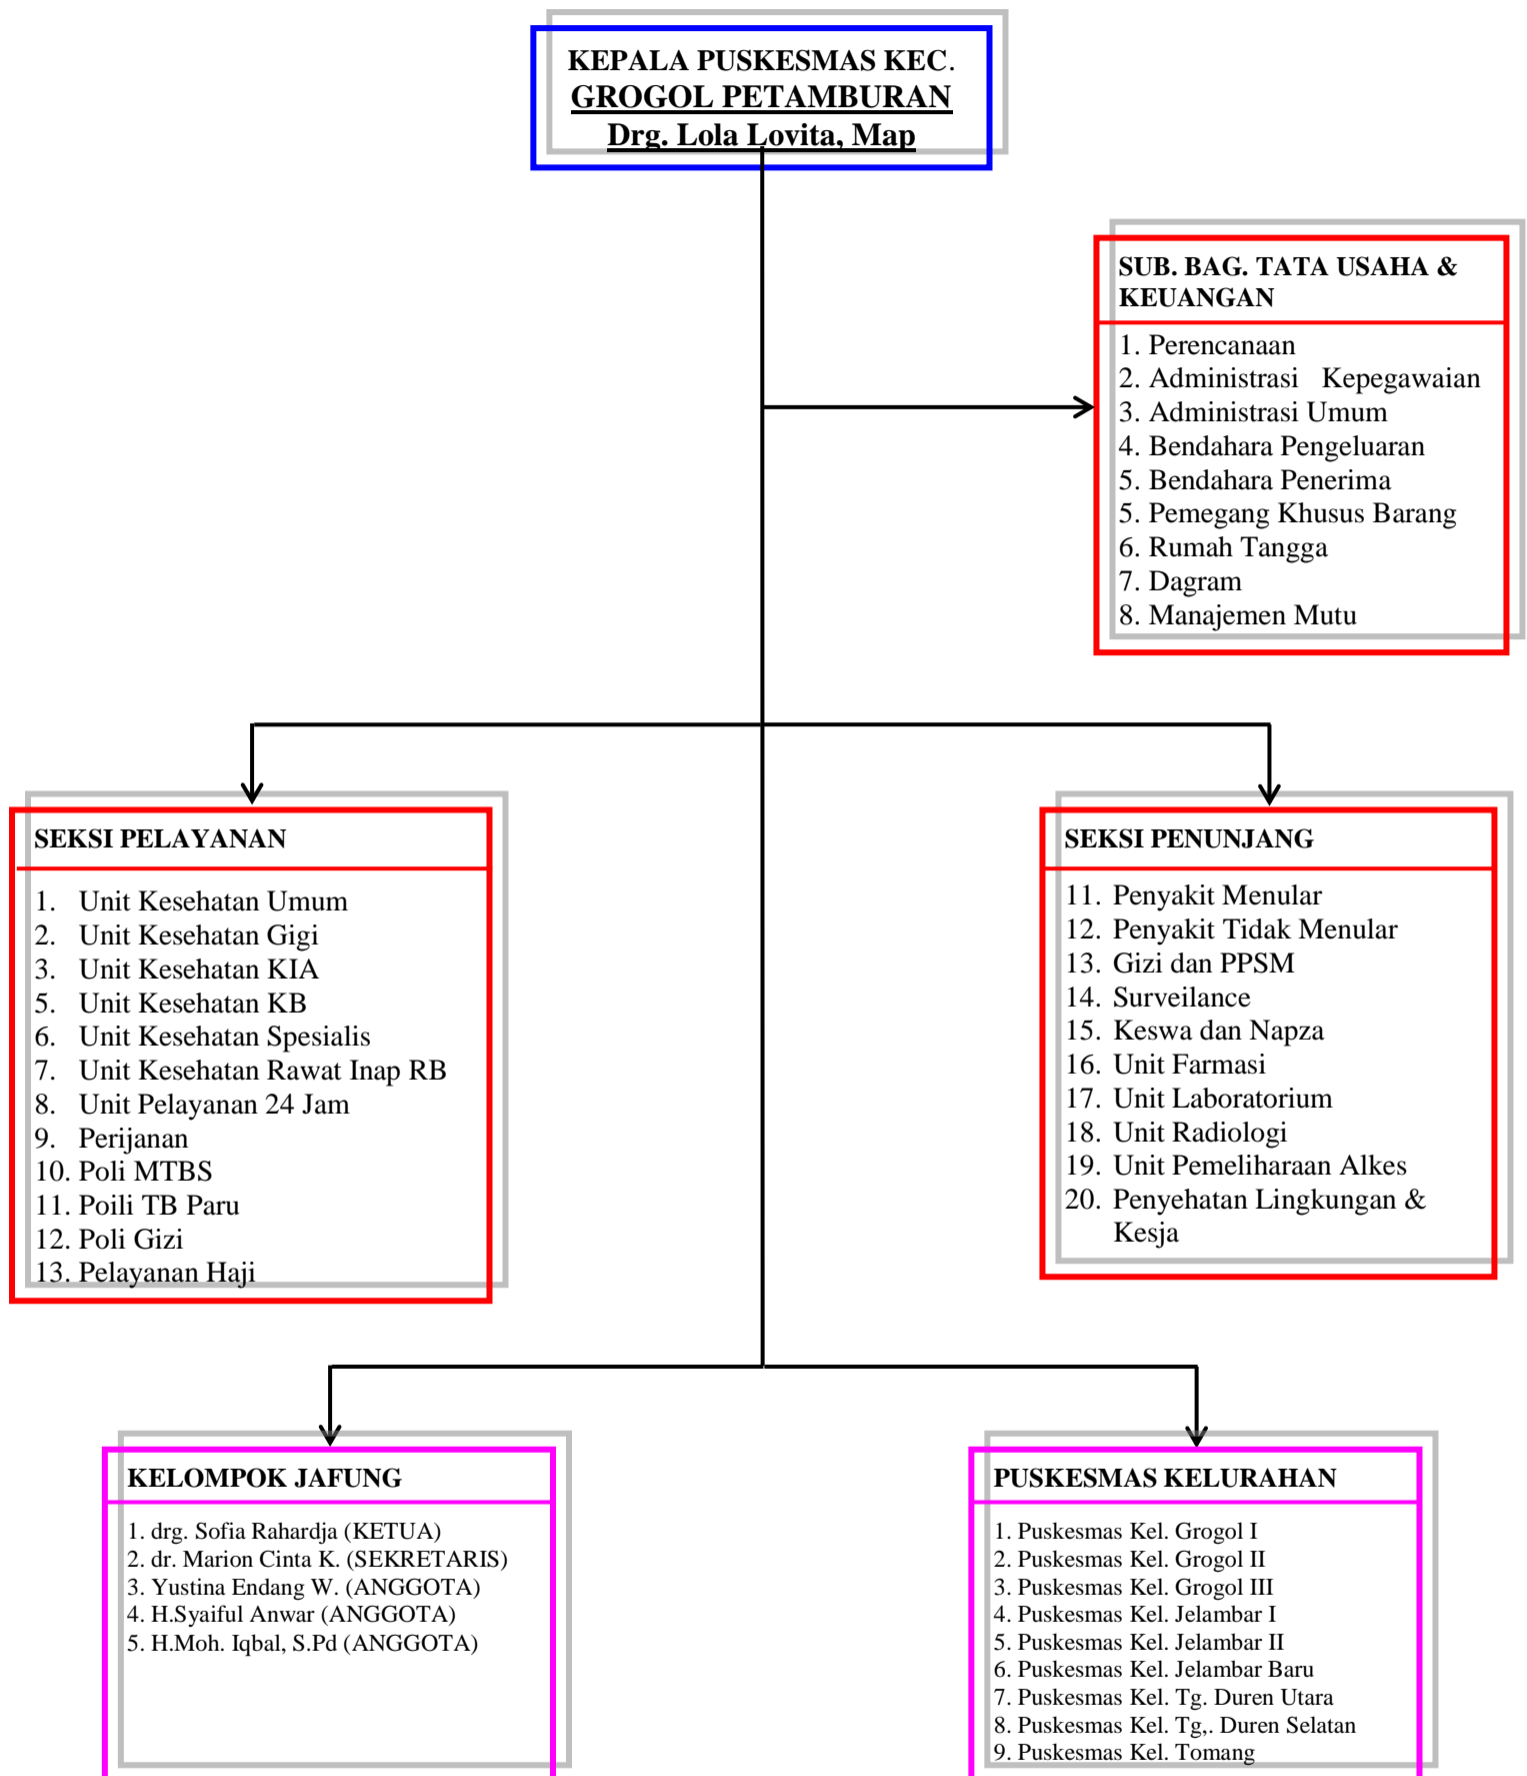 KEPALA PUSKESMAS KEC.
GROGOL PETAMBURAN
Drg. Lola Lovita, Map
SUB. BAG. TATA USAHA &
KEUANGAN
1. Perencanaan
2. Administrasi Kepegawaian
3. Administrasi Umum
4. Bendahara Pengeluaran
5. Bendahara Penerima
5. Pemegang Khusus Barang
6. Rumah Tangga
7. Dagram
8. Manajemen Mutu
SEKSI PELAYANAN
1. Unit Kesehatan Umum
2. Unit Kesehatan Gigi
3. Unit Kesehatan KIA
5. Unit Kesehatan KB
6. Unit Kesehatan Spesialis
7. Unit Kesehatan Rawat Inap RB
8. Unit Pelayanan 24 Jam
9. Perijanan
10. Poli MTBS
11. Poili TB Paru
12. Poli Gizi
13. Pelayanan Haji
SEKSI PENUNJANG
11. Penyakit Menular
12. Penyakit Tidak Menular
13. Gizi dan PPSM
14. Surveilance
15. Keswa dan Napza
16. Unit Farmasi
17. Unit Laboratorium
18. Unit Radiologi
19. Unit Pemeliharaan Alkes
20. Penyehatan Lingkungan &
Kesja
KELOMPOK JAFUNG
1. drg. Sofia Rahardja (KETUA)
2. dr. Marion Cinta K. (SEKRETARIS)
3. Yustina Endang W. (ANGGOTA)
4. H.Syaiful Anwar (ANGGOTA)
5. H.Moh. Iqbal, S.Pd (ANGGOTA)
PUSKESMAS KELURAHAN
1. Puskesmas Kel. Grogol I
2. Puskesmas Kel. Grogol II
3. Puskesmas Kel. Grogol III
4. Puskesmas Kel. Jelambar I
5. Puskesmas Kel. Jelambar II
6. Puskesmas Kel. Jelambar Baru
7. Puskesmas Kel. Tg. Duren Utara
8. Puskesmas Kel. Tg,. Duren Selatan
9. Puskesmas Kel. Tomang